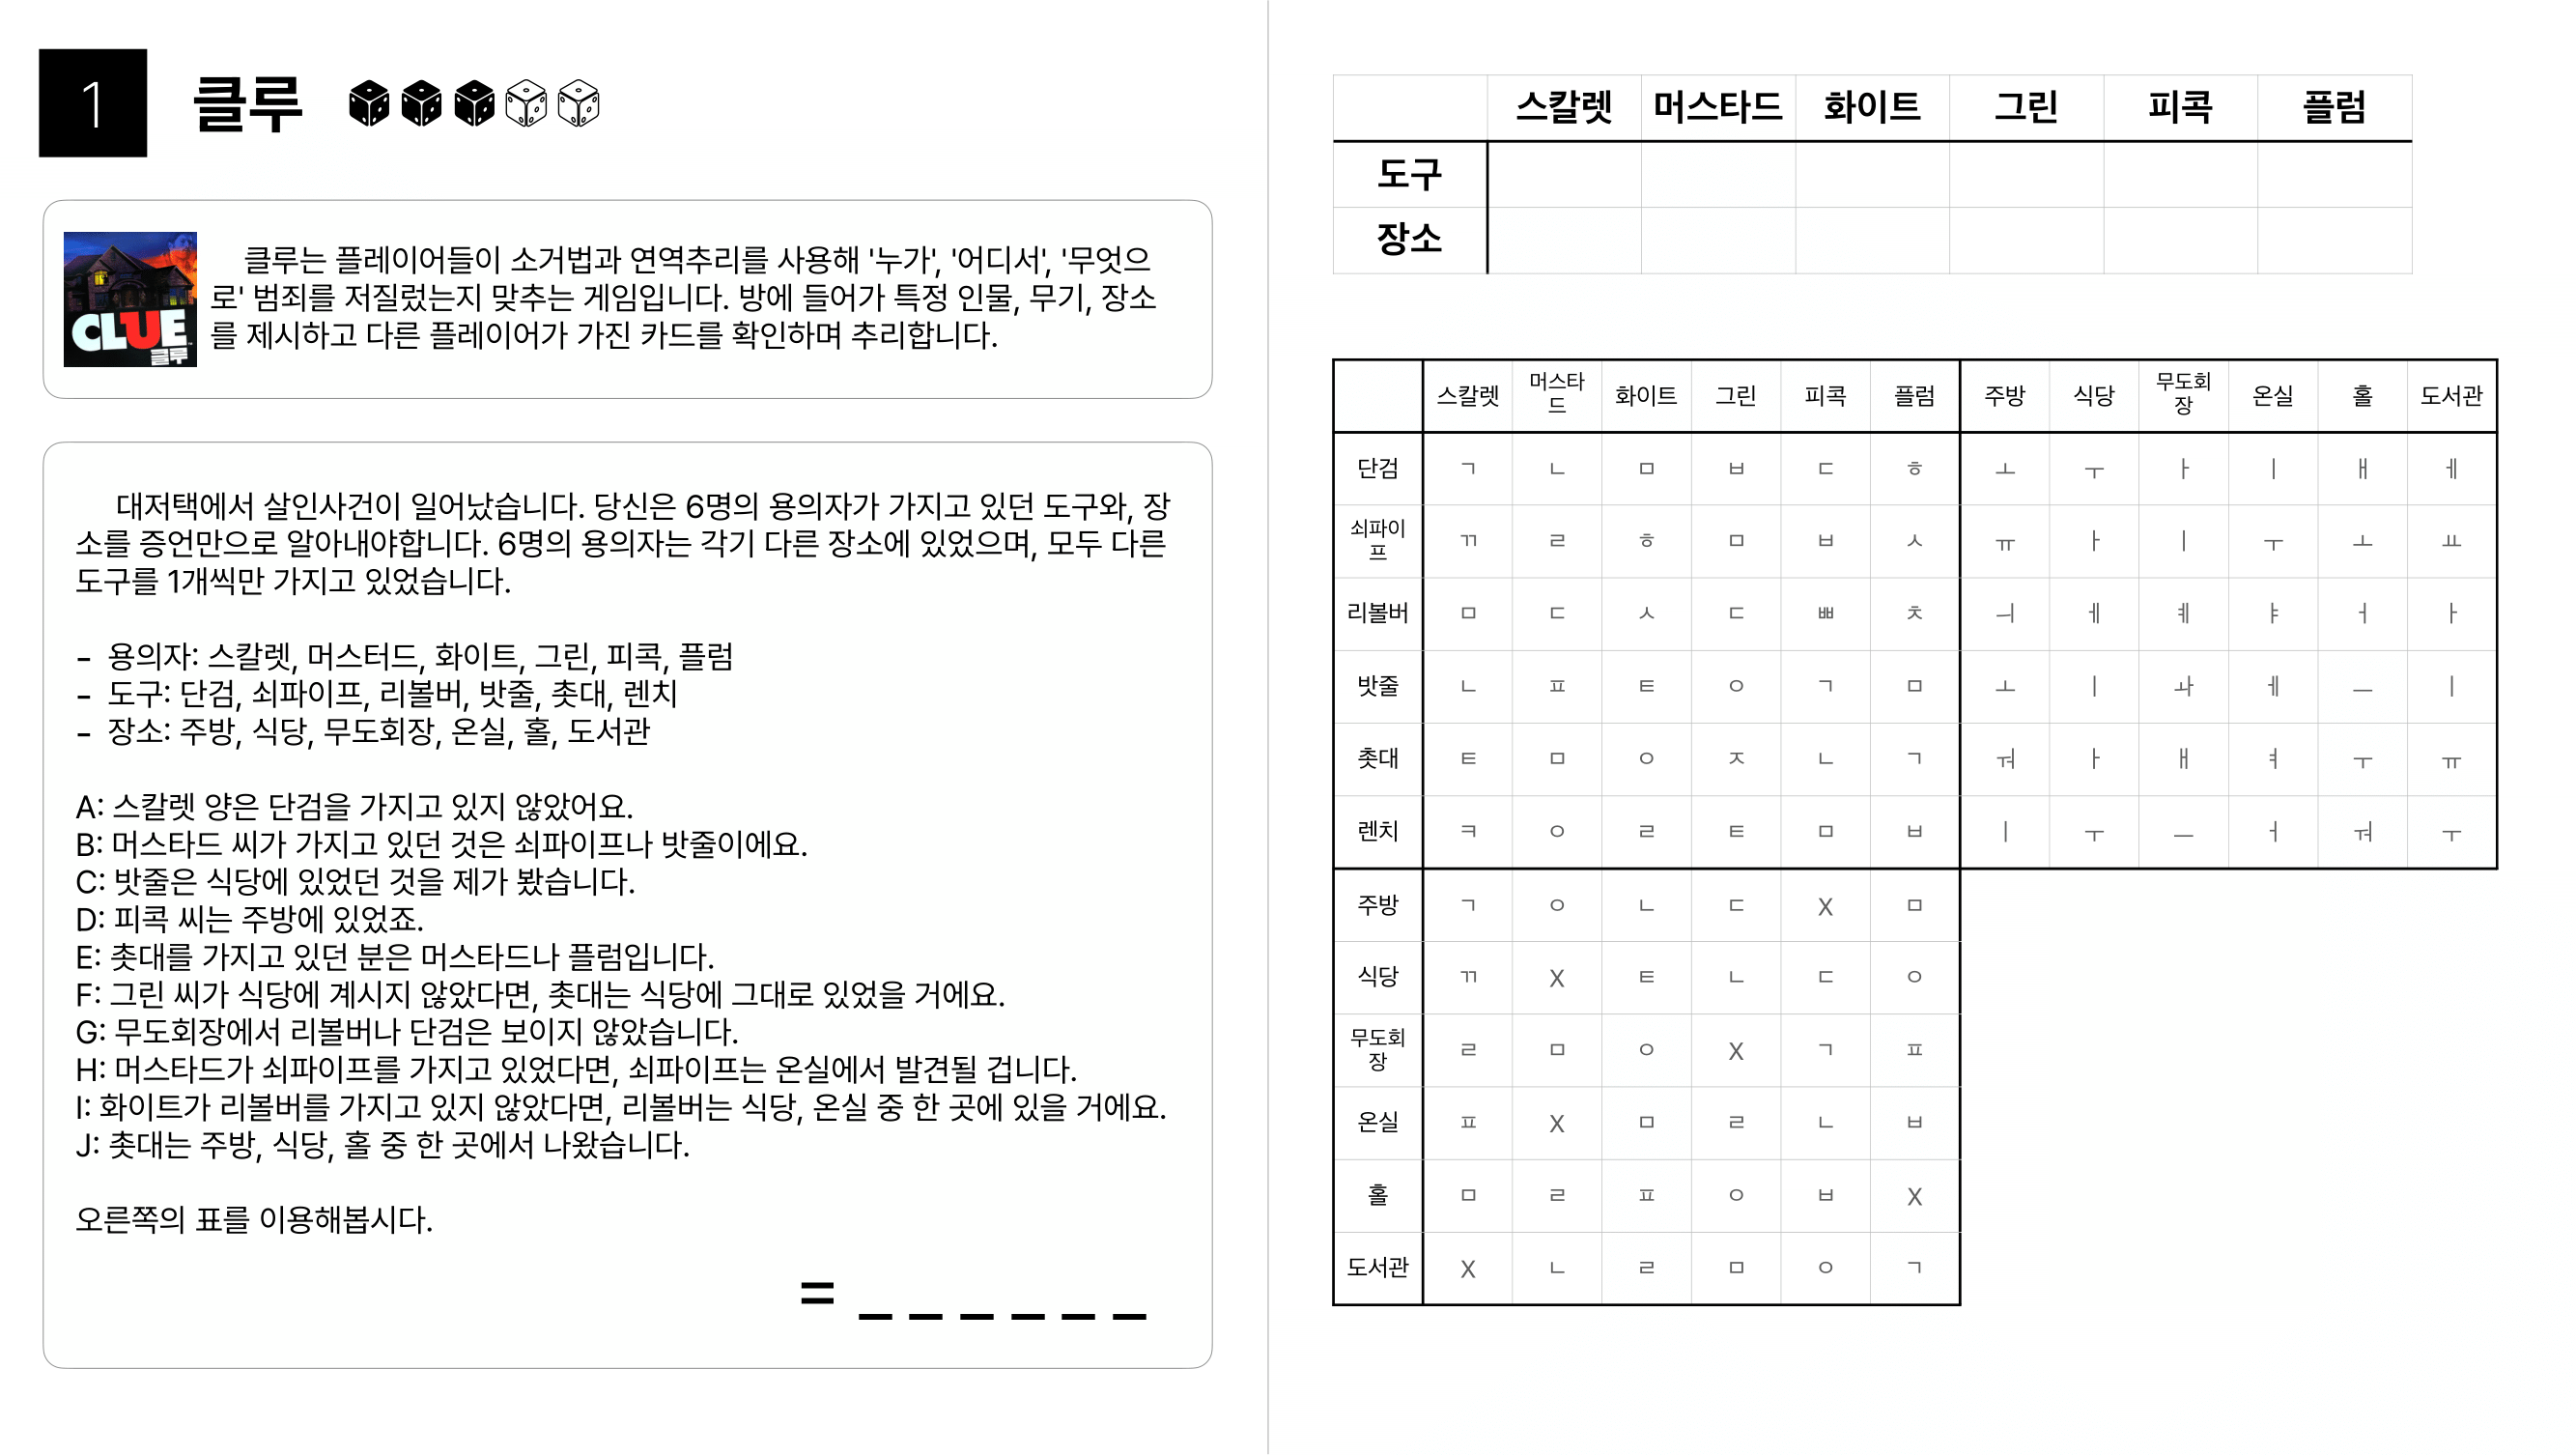 1
클루
클루는 플레이어들이 소거법과 연역추리를 사용해 '누가', '어디서', '무엇으
로' 범죄를 저질렀는지 맞추는 게임입니다. 방에 들어가 특정 인물, 무기, 장소
를 제시하고 다른 플레이어가 가진 카드를 확인하며 추리합니다.
CLUE
클루
대저택에서 살인사건이 일어났습니다. 당신은 6명의 용의자가 가지고 있던 도구와, 장
소를 증언만으로 알아내야합니다. 6명의 용의자는 각기 다른 장소에 있었으며, 모두 다른
도구를 1개씩만 가지고 있었습니다.
- 용의자: 스칼렛, 머스터드, 화이트, 그린, 피콕, 플럼
- 도구: 단검, 쇠파이프, 리볼버, 밧줄, 촛대, 렌치
- 장소: 주방, 식당, 무도회장, 온실, 홀, 도서관
A: 스칼렛 양은 단검을 가지고 있지 않았어요.
B: 머스타드 씨가 가지고 있던 것은 쇠파이프나 밧줄이에요.
C: 밧줄은 식당에 있었던 것을 제가 봤습니다.
D: 피콕 씨는 주방에 있었죠.
E: 촛대를 가지고 있던 분은 머스타드나 플럼입니다.
F: 그린 씨가 식당에 계시지 않았다면, 촛대는 식당에 그대로 있었을 거에요.
G: 무도회장에서 리볼버나 단검은 보이지 않았습니다.
H: 머스타드가 쇠파이프를 가지고 있었다면, 쇠파이프는 온실에서 발견될 겁니다.
I: 화이트가 리볼버를 가지고 있지 않았다면, 리볼버는 식당, 온실 중 한 곳에 있을 거에요.
J: 촛대는 주방, 식당, 홀 중 한 곳에서 나왔습니다.
오른쪽의 표를 이용해봅시다.
= _ _ _ _ _ _
스칼렛 머스타드 화이트 그린 피콕 플럼
도구
장소
스칼렛 머스타드 화이트 그린 피콕 플럼 주방 식당 무도회장 온실 홀 도서관
단검 ㄱ ㄴ ㅁ ㅂ ㄷ ㅎ ㅗ ㅜ ㅏ ㅣ ㅐ ㅔ
쇠파이프 ㄲ ㄹ ㅎ ㅁ ㅂ ㅅ ㅠ ㅏ ㅣ ㅜ ㅗ ㅛ
리볼버 ㅁ ㄷ ㅅ ㄷ ㅃ ㅊ ㅢ ㅔ ㅖ ㅑ ㅓ ㅏ
밧줄 ㄴ ㅍ ㅌ ㅇ ㄱ ㅁ ㅗ ㅣ ㅘ ㅔ ㅡ ㅣ
촛대 ㅌ ㅁ ㅇ ㅈ ㄴ ㄱ ㅝ ㅏ ㅐ ㅕ ㅜ ㅠ
렌치 ㅋ ㅇ ㄹ ㅌ ㅁ ㅂ ㅣ ㅜ ㅡ ㅓ ㅝ ㅜ
주방 ㄱ ㅇ ㄴ ㄷ X ㅁ
식당 ㄲ X ㅌ ㄴ ㄷ ㅇ
무도회장 ㄹ ㅁ ㅇ X ㄱ ㅍ
온실 ㅍ X ㅁ ㄹ ㄴ ㅂ
홀 ㅁ ㄹ ㅍ ㅇ ㅂ X
도서관 X ㄴ ㄹ ㅁ ㅇ ㄱ